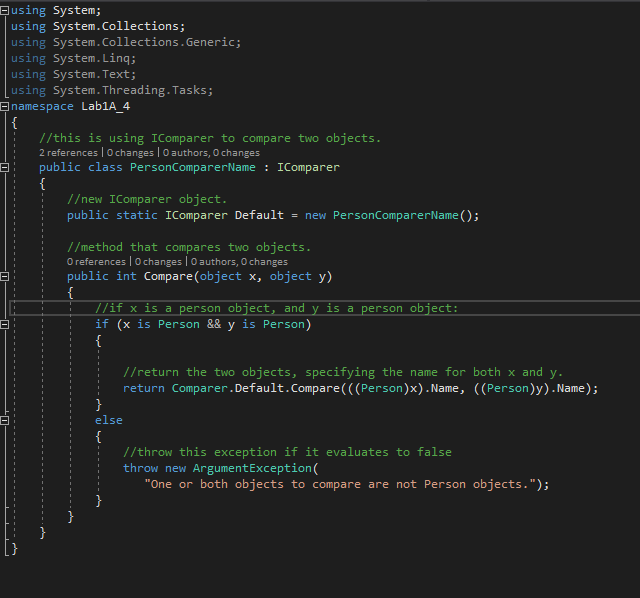 using System;
using System.Collections;
using System.Collections.Generic;
using System.Linq;
using System.Text;
using System.Threading.Tasks;
namespace Lab1A_4
{
//this is using IComparer to compare two objects.
2 references | 0 changes | 0 authors, 0 changes
public class PersonComparerName : IComparer
{
//new IComparer object.
public static IComparer Default = new PersonComparerName();
//method that compares two objects.
0 references | 0 changes | 0 authors, 0 changes
public int Compare(object x, object y)
{
//if x is a person object, and y is a person object:
if (x is Person && y is Person)
{
//return the two objects, specifying the name for both x and y.
return Comparer.Default.Compare(((Person)x).Name, ((Person)y).Name);
}
else
{
//throw this exception if it evaluates to false
throw new ArgumentException(
"One or both objects to compare are not Person objects.");
}
}
}
}